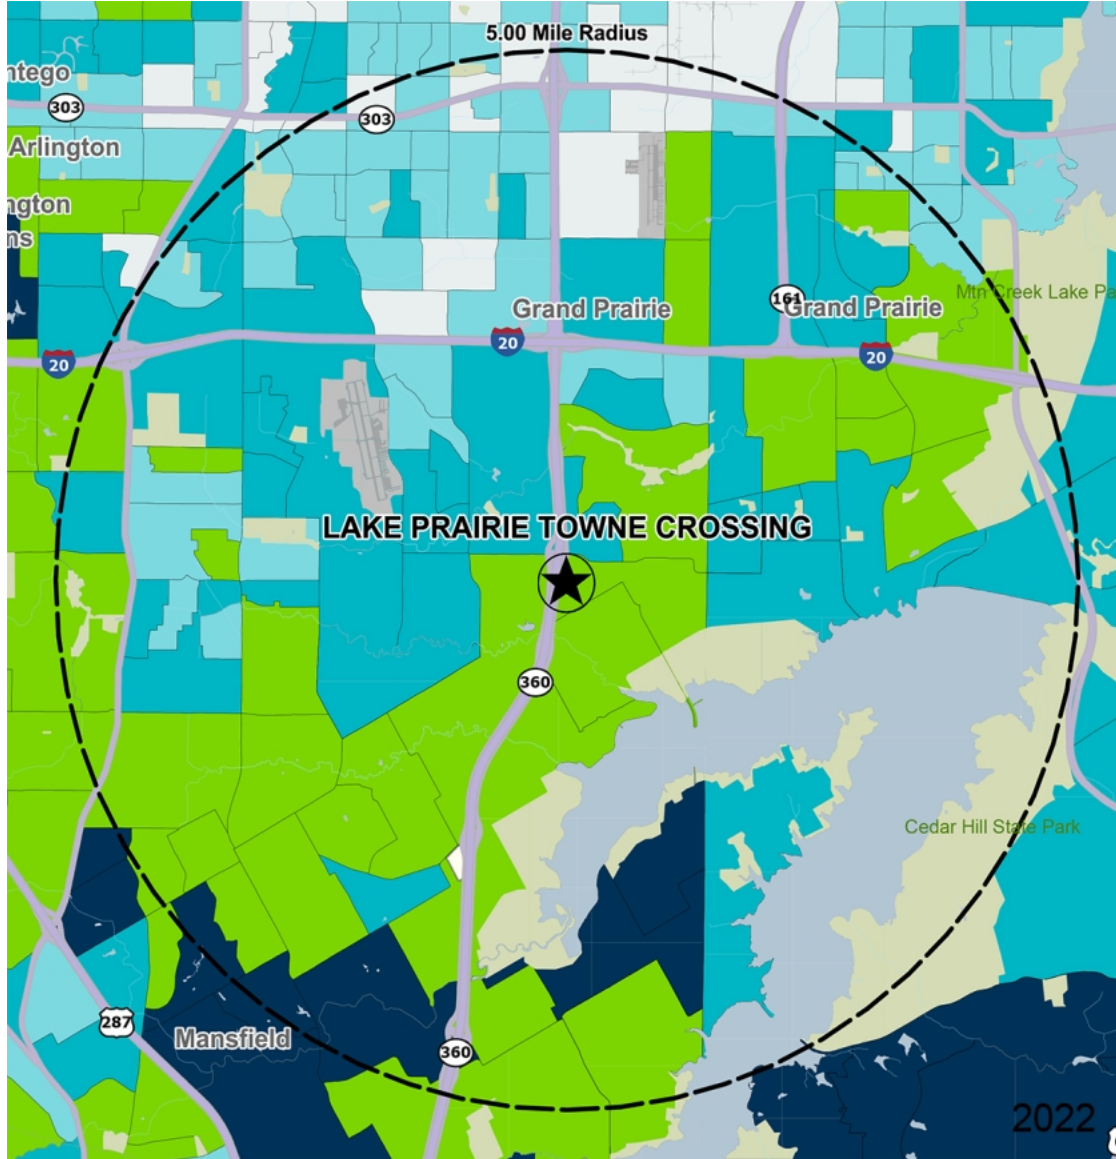 5.00 Mile Radius
ntego
303
303
Arlington
ngton
ns
161
Mtn Creek Lake Pa
Grand Prairie
Grand Prairie
20
20
20
LAKE PRAIRIE TOWNE CROSSING
360
Cedar Hill State Park
287
Mansfield
360
2022